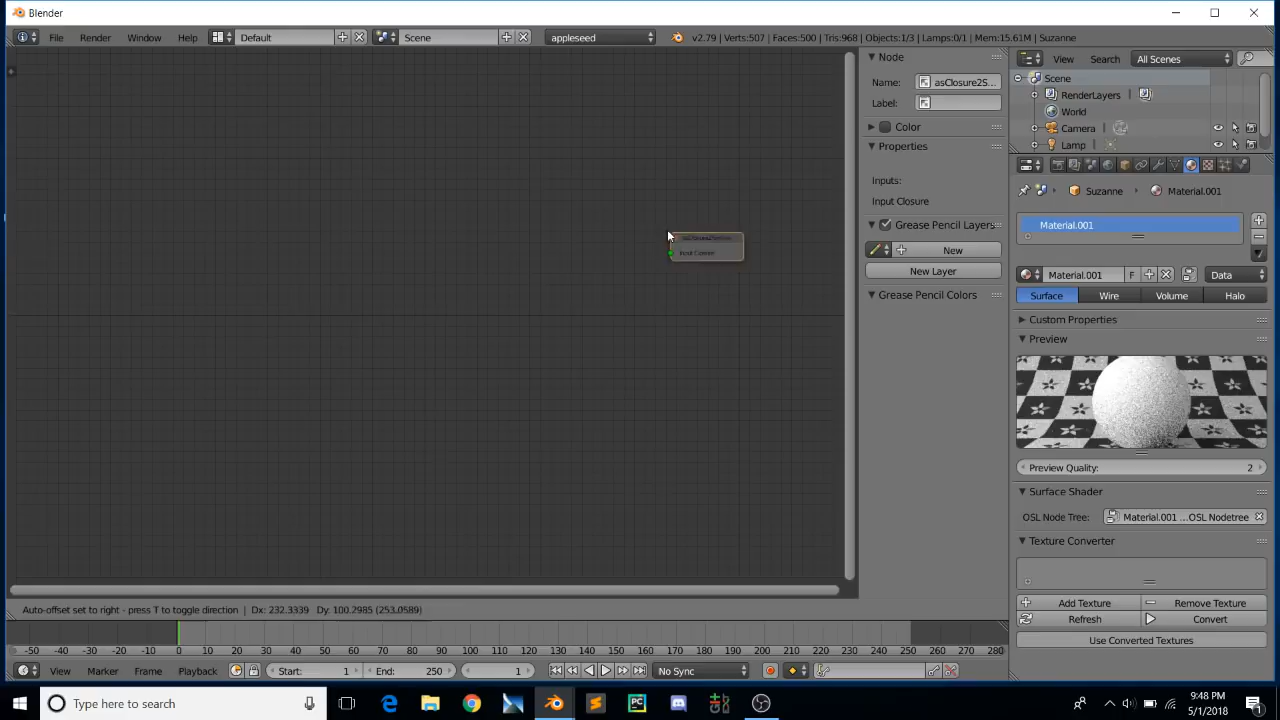 Blender
File Render Window Help Default Scene appleseed v2.79 | Verts:507 | Faces:500 | Tris:968 | Objects:1/3 | Lamps:0/1 | Mem:15.61M | Suzanne
Node
Name: asClosure2S...
Label:
Color
Properties
Inputs:
Input Closure
Grease Pencil Layers
New
New Layer
Grease Pencil Colors
Input Closure
View Search All Scenes
Scene
RenderLayers
World
Camera
Lamp
Suzanne Material.001
Material.001
Material.001 F Data
Surface Wire Volume Halo
Custom Properties
Preview
Preview Quality: 2
Surface Shader
OSL Node Tree: Material.001 ...OSL Nodetree
Texture Converter
Add Texture Remove Texture
Refresh Convert
Use Converted Textures
Auto-offset set to right - press T to toggle direction | Dx: 232.3339 Dy: 100.2985 (253.0589)
-50 -40 -30 -20 -10 0 10 20 30 40 50 60 70 80 90 100 110 120 130 140 150 160 170 180 190 200 210 220 230 240 250 260 270 280
View Marker Frame Playback Start: 1 End: 250 1 No Sync
Type here to search
9:48 PM
5/1/2018